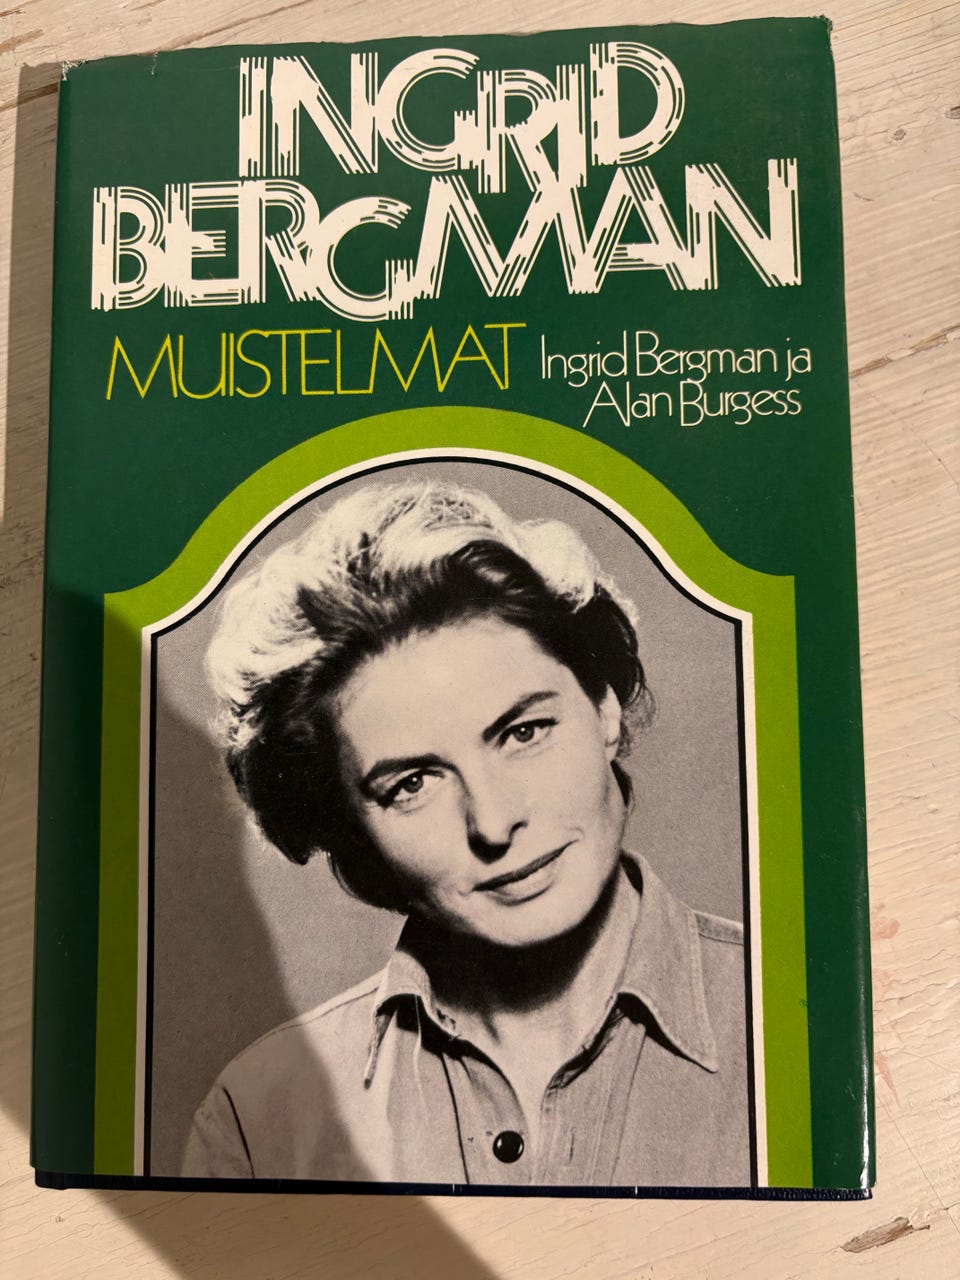 INGRID
BERGMAN
MUISTELMAT
Ingrid Bergman ja
Alan Burgess